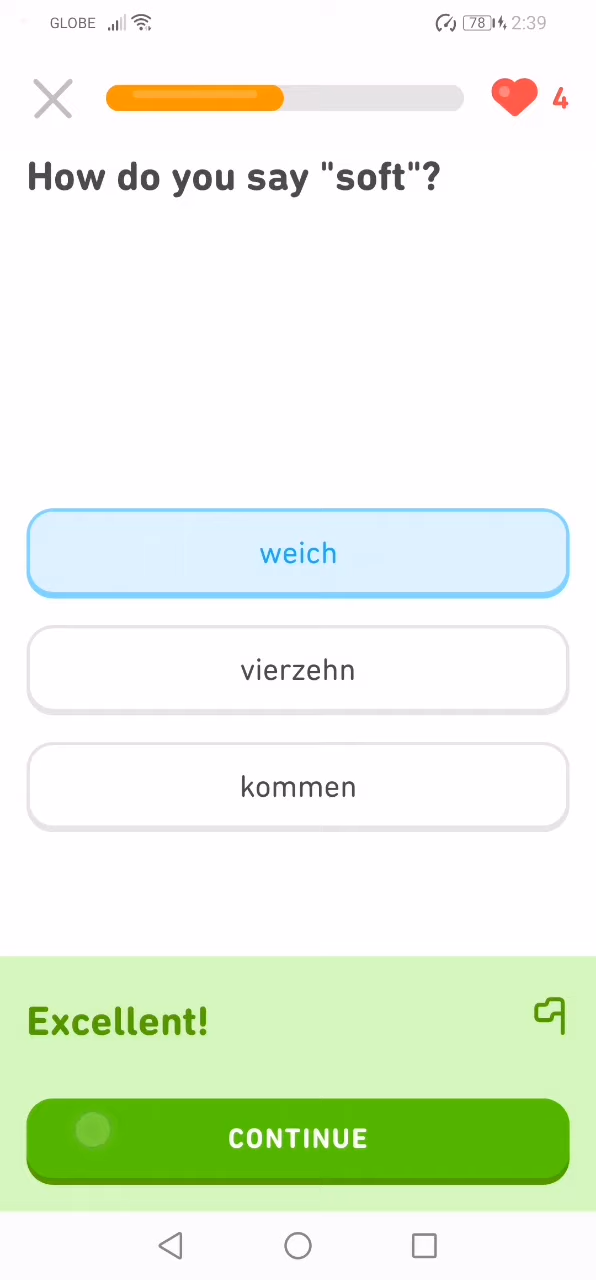 GLOBE 78 2:39
4
How do you say "soft"?
weich
vierzehn
kommen
Excellent!
CONTINUE